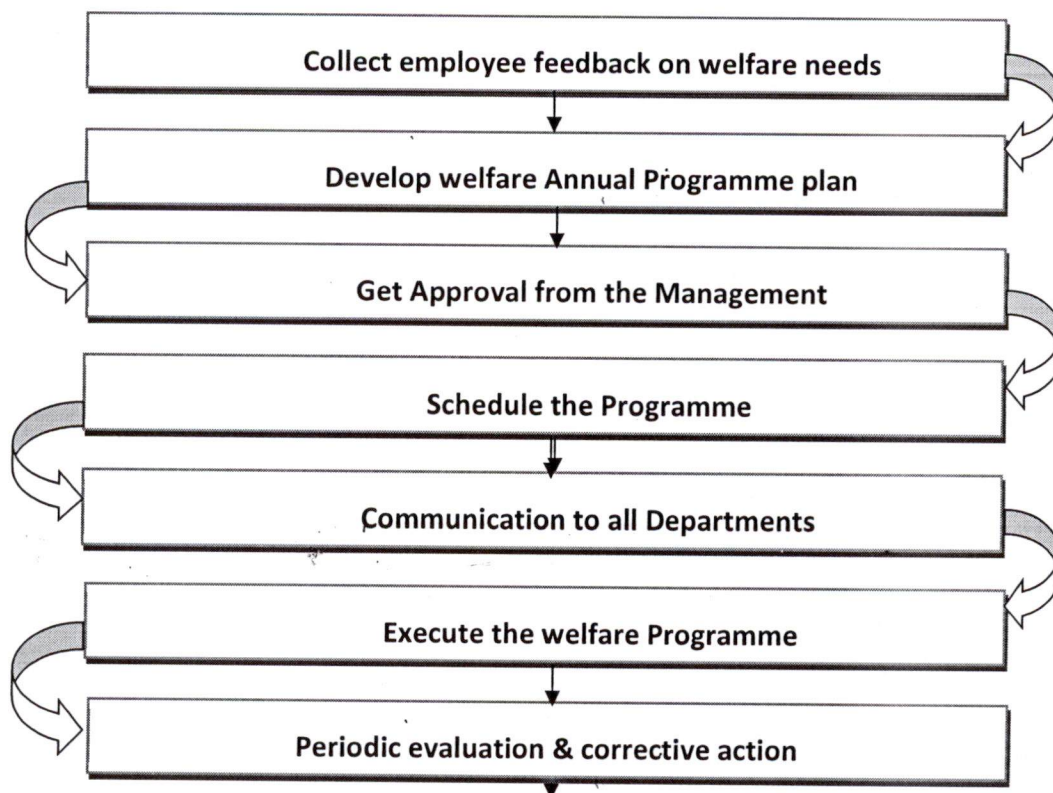 Collect employee feedback on welfare needs
Develop welfare Annual Programme plan
Get Approval from the Management
Schedule the Programme
Communication to all Departments
Execute the welfare Programme
Periodic evaluation & corrective action